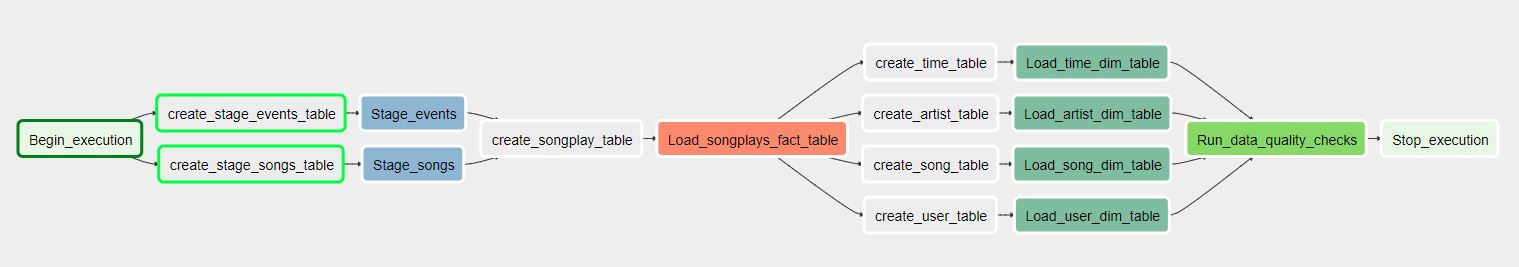 Begin_execution
create_stage_events_table
create_stage_songs_table
Stage_events
Stage_songs
create_songplay_table
Load_songplays_fact_table
create_time_table
create_artist_table
create_song_table
create_user_table
Load_time_dim_table
Load_artist_dim_table
Load_song_dim_table
Load_user_dim_table
Run_data_quality_checks
Stop_execution